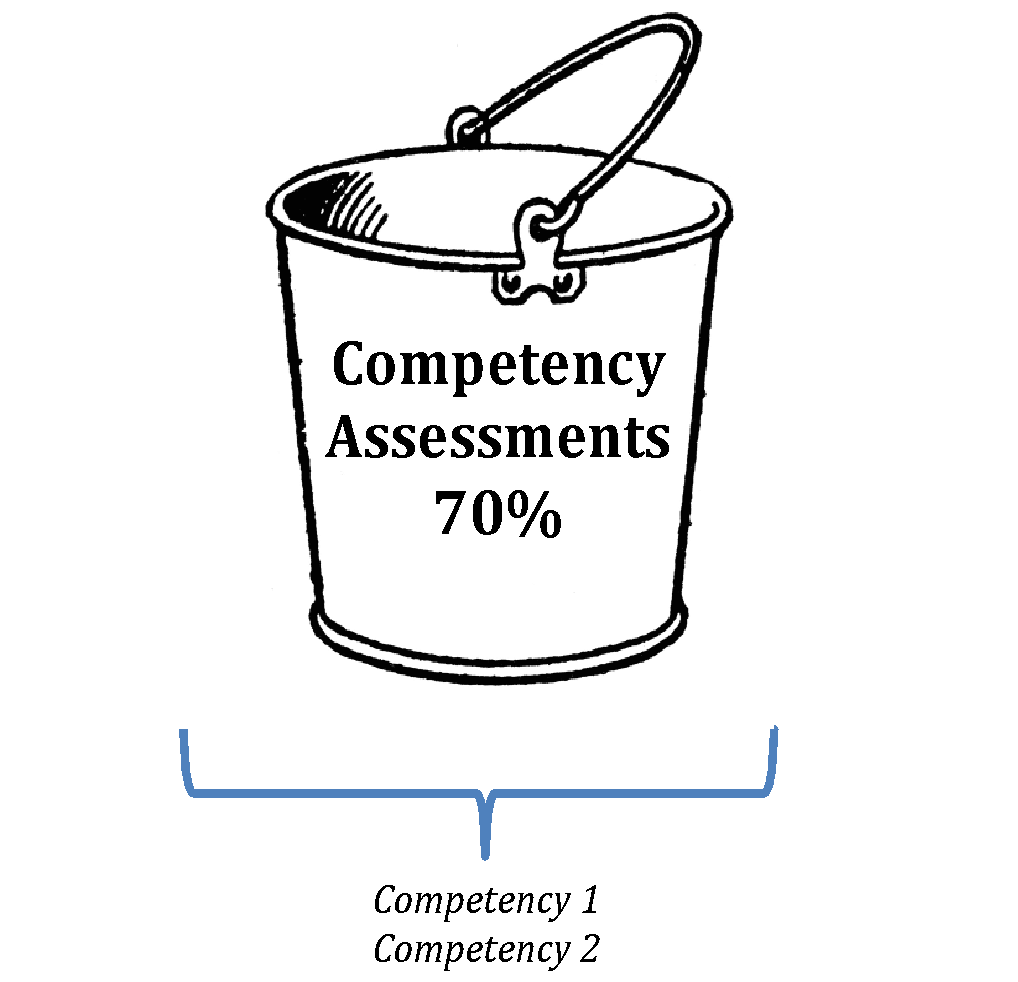 Competency
Assessments
70%
Competency 1
Competency 2